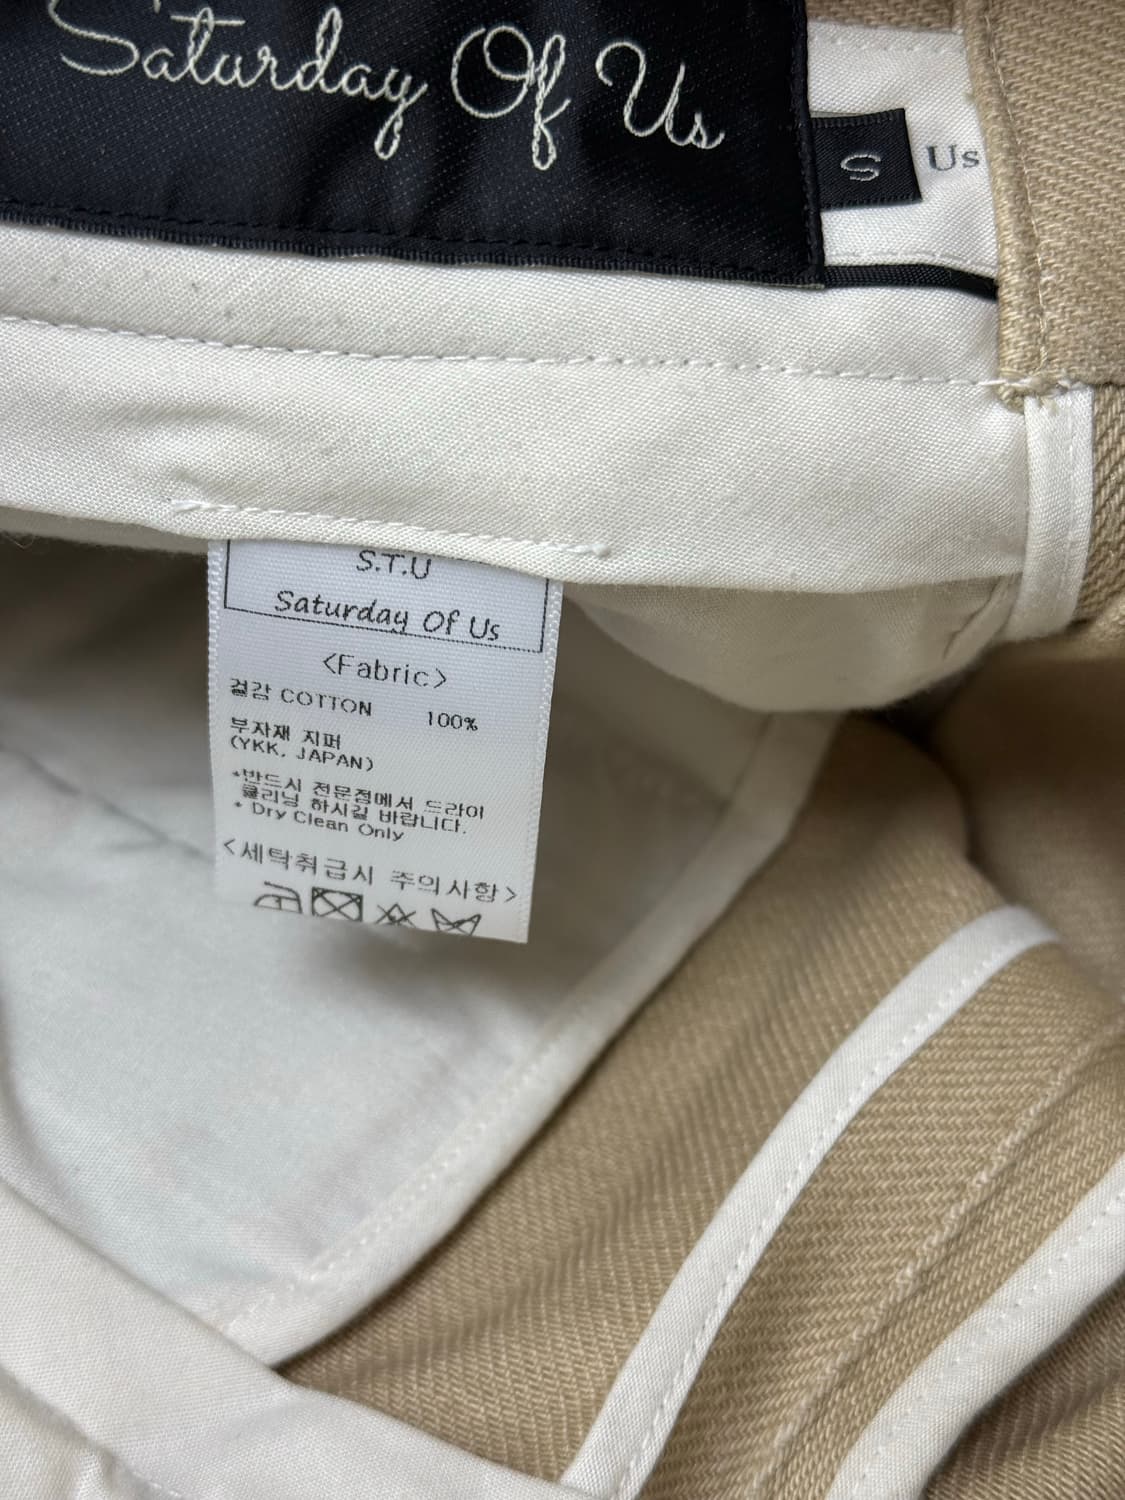 Saturday Of Us
S
Us
S.T.U
Saturday Of Us
<Fabric>
겉감 COTTON 100%
부자재 지퍼
(YKK, JAPAN)
*반드시 전문점에서 드라이
클리닝 하시길 바랍니다.
* Dry Clean Only
<세탁취급시 주의사항>